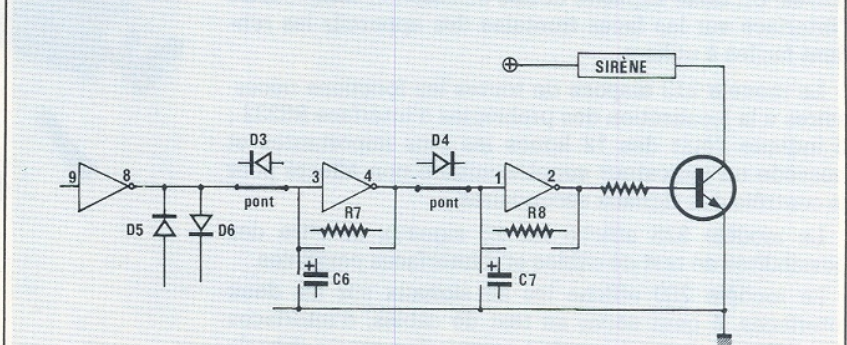 SIRÈNE
D3
D4
9
8
3
4
1
2
pont
pont
R7
R8
D5
D6
+
C6
+
C7